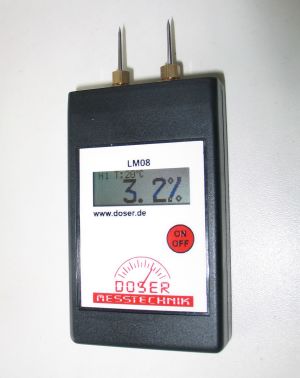 LM08
H1 T:20°C
3.2%
www.doser.de
ON
OFF
DOSER
MESSTECHNIK